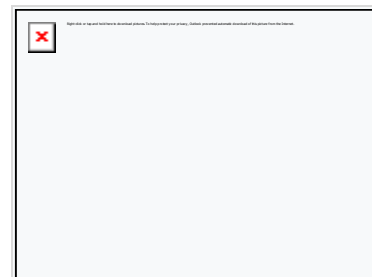 Right-click or tap and hold here to download pictures. To help protect your privacy, Outlook prevented automatic download of this picture from the Internet.